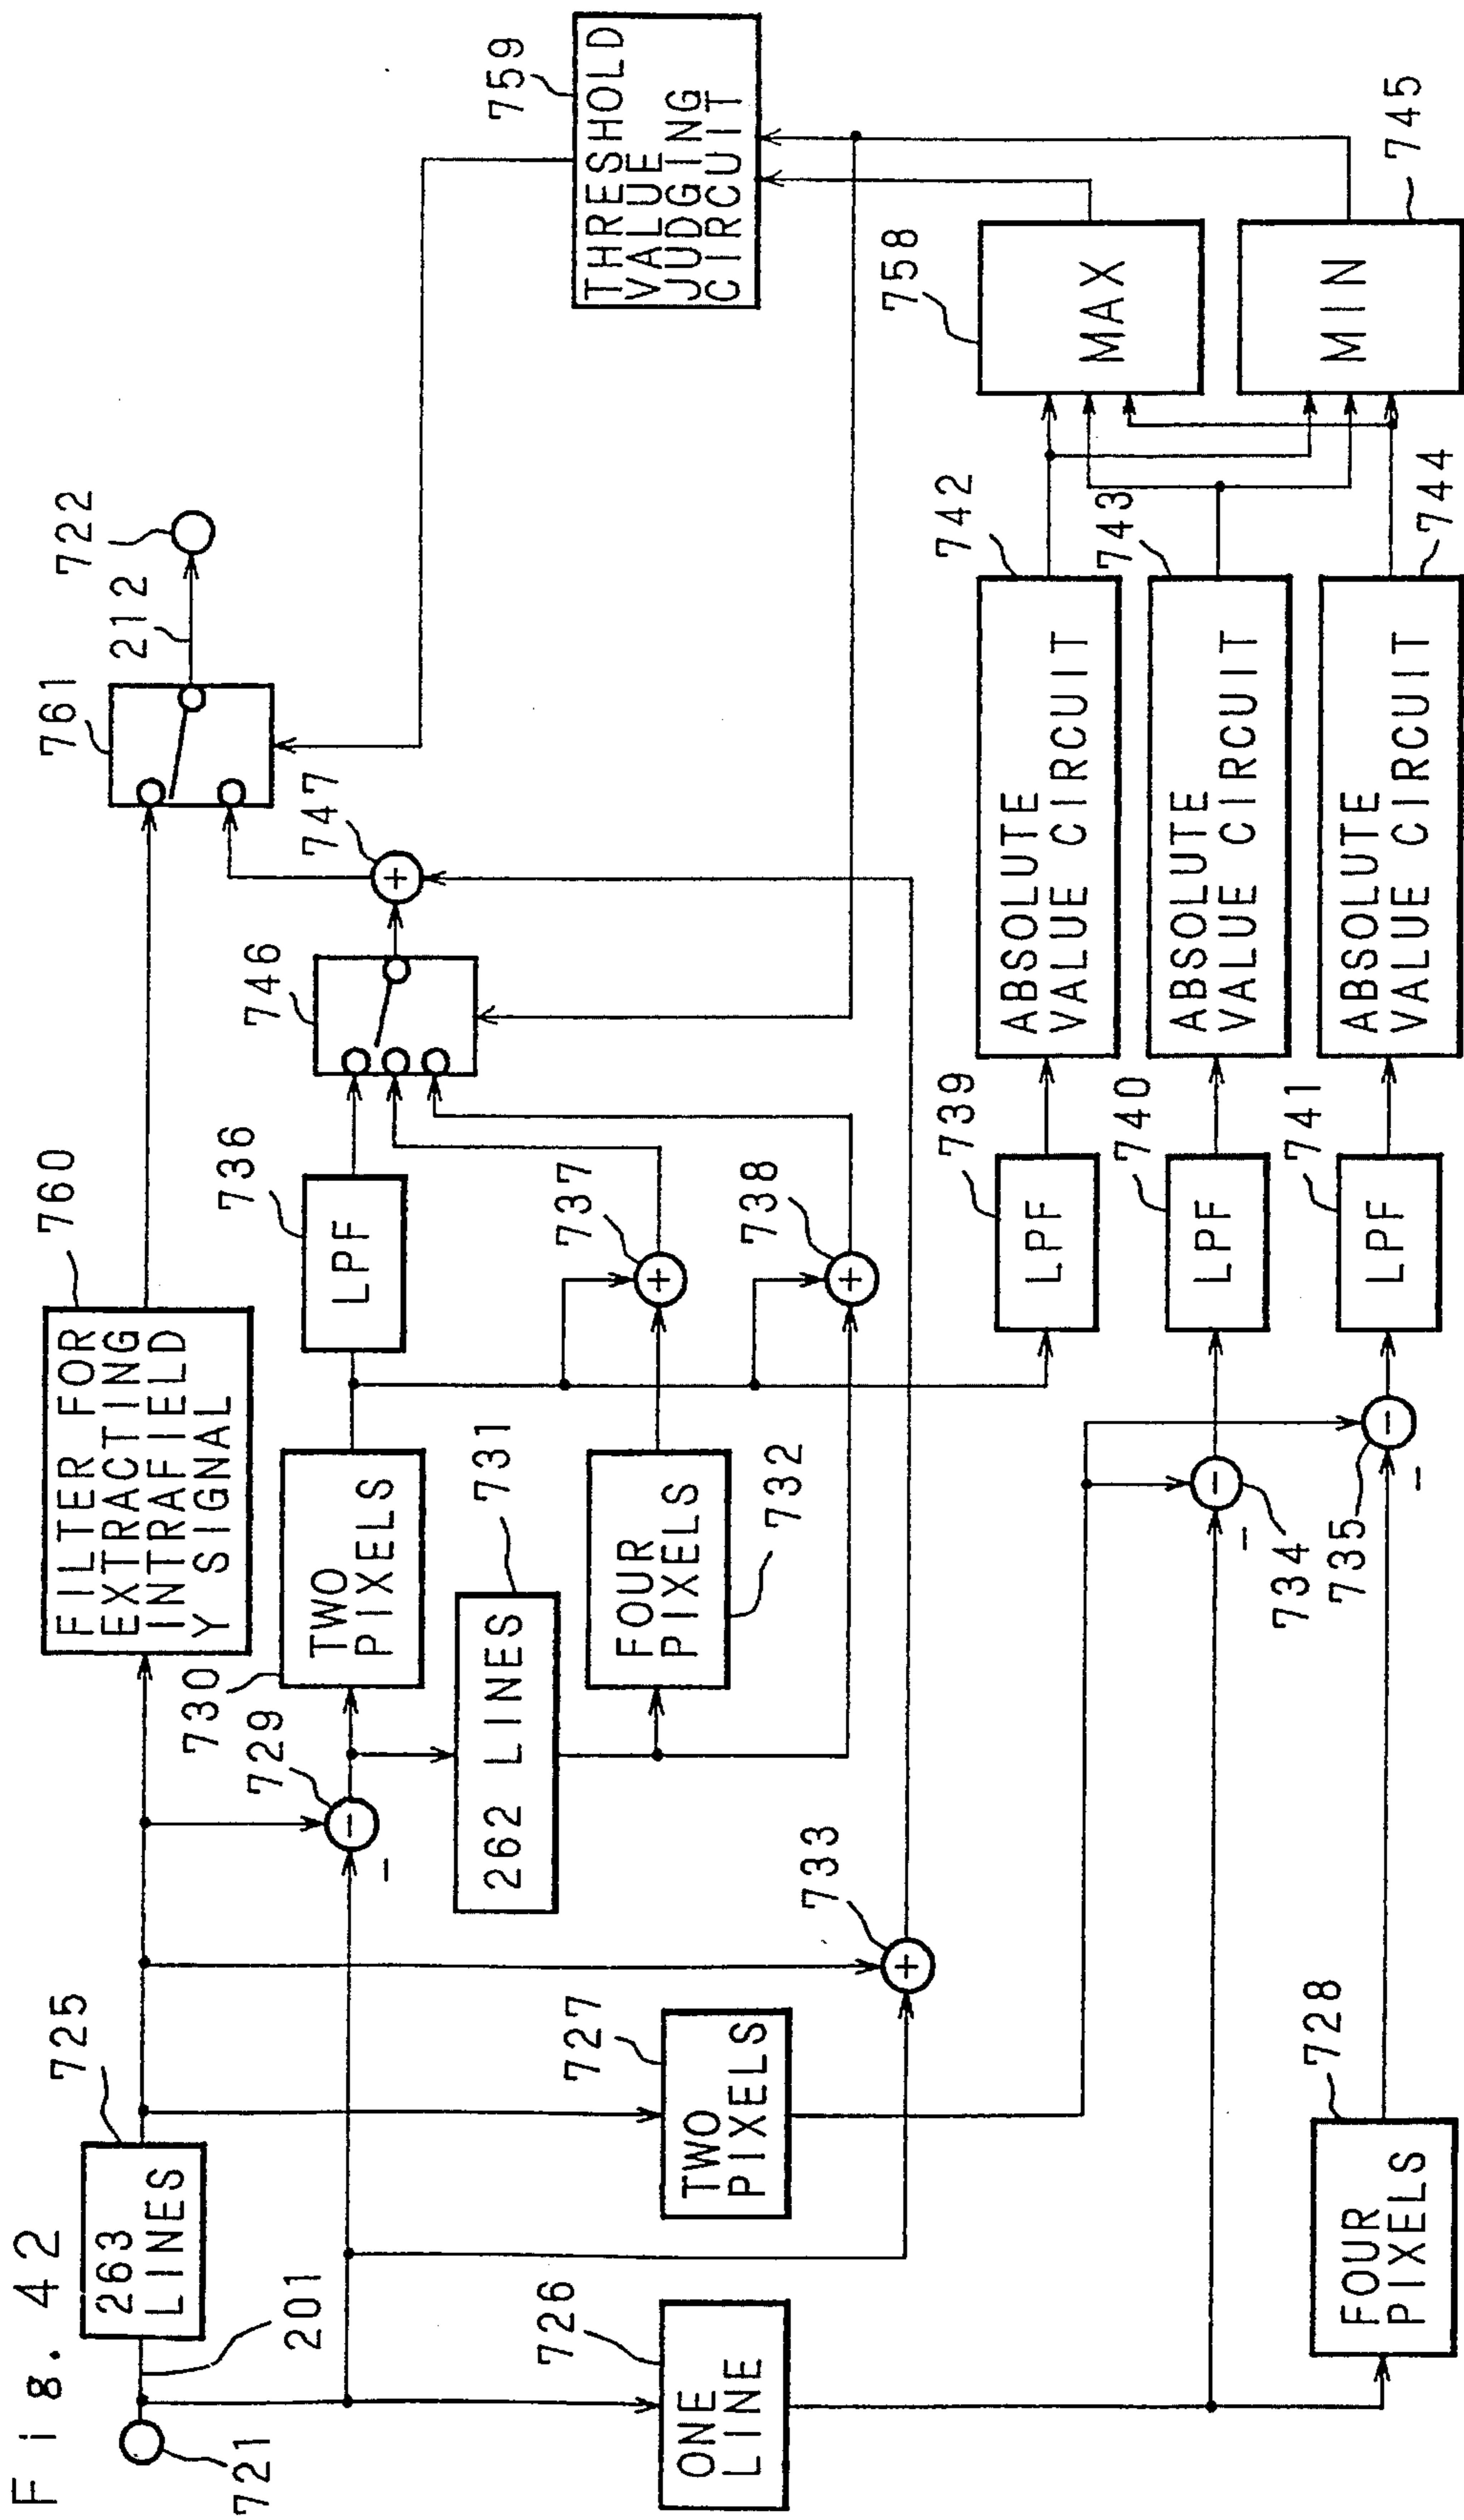 Fig. 42
721
201
263
LINES
725
726
ONE
LINE
727
TWO
PIXELS
728
FOUR
PIXELS
733
+
729
-
-
730
TWO
PIXELS
731
262 LINES
732
FOUR
PIXELS
760
FILTER FOR
EXTRACTING
INTRAFIELD
Y SIGNAL
734
-
-
735
-
-
736
LPF
737
+
738
+
739
LPF
740
LPF
741
LPF
746
747
+
761
212
722
742
ABSOLUTE
VALUE CIRCUIT
743
ABSOLUTE
VALUE CIRCUIT
744
ABSOLUTE
VALUE CIRCUIT
758
MAX
745
MIN
759
THRESHOLD
VALUE
JUDGING
CIRCUIT